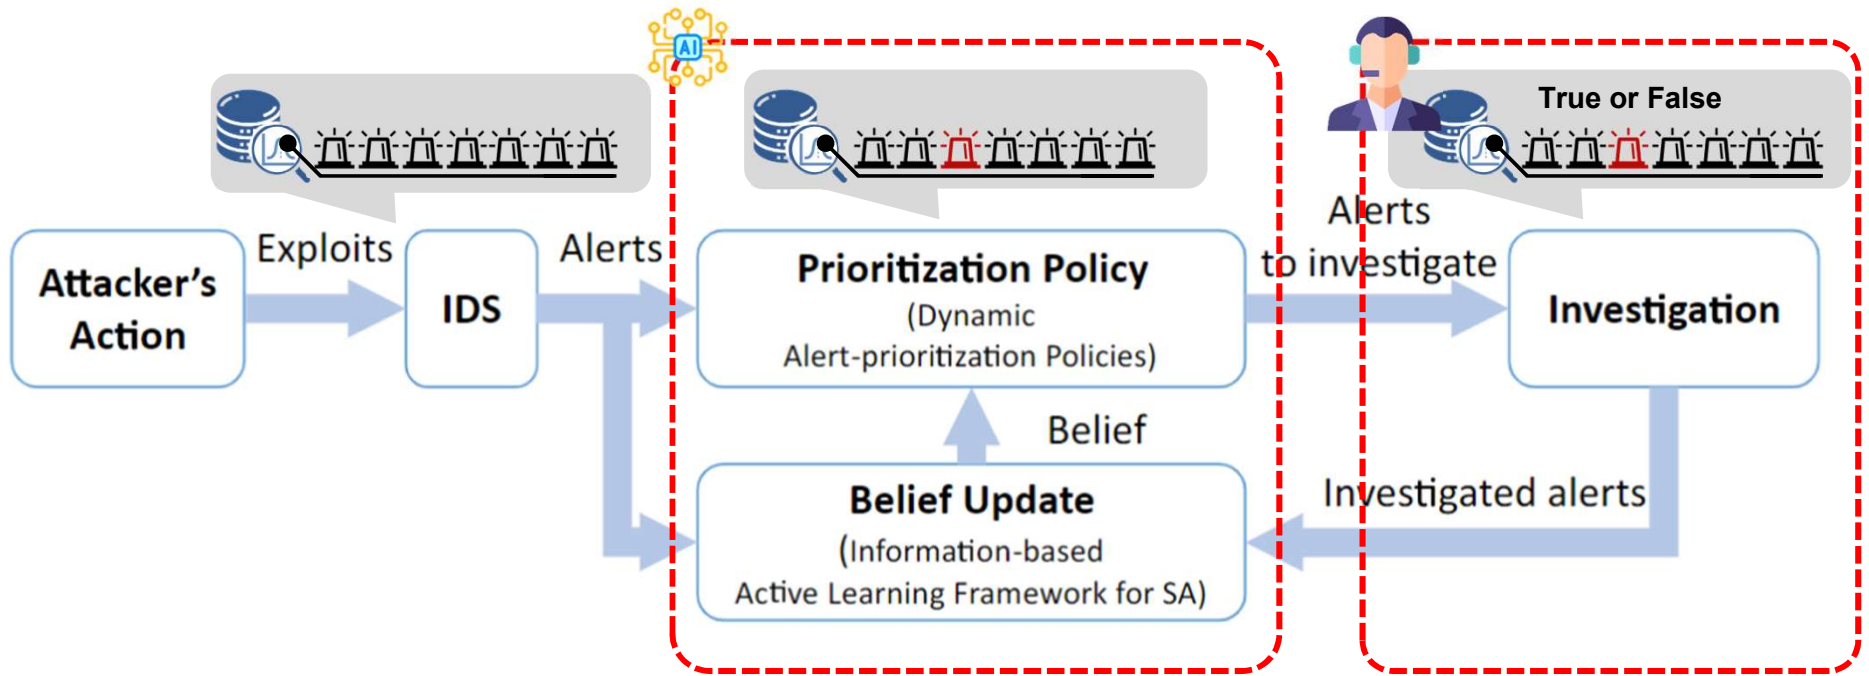 AI
True or False
Attacker's
Action
Exploits
IDS
Alerts
Prioritization Policy
(Dynamic
Alert-prioritization Policies)
Alerts
to investigate
Investigation
Belief
Belief Update
(Information-based
Active Learning Framework for SA)
Investigated alerts